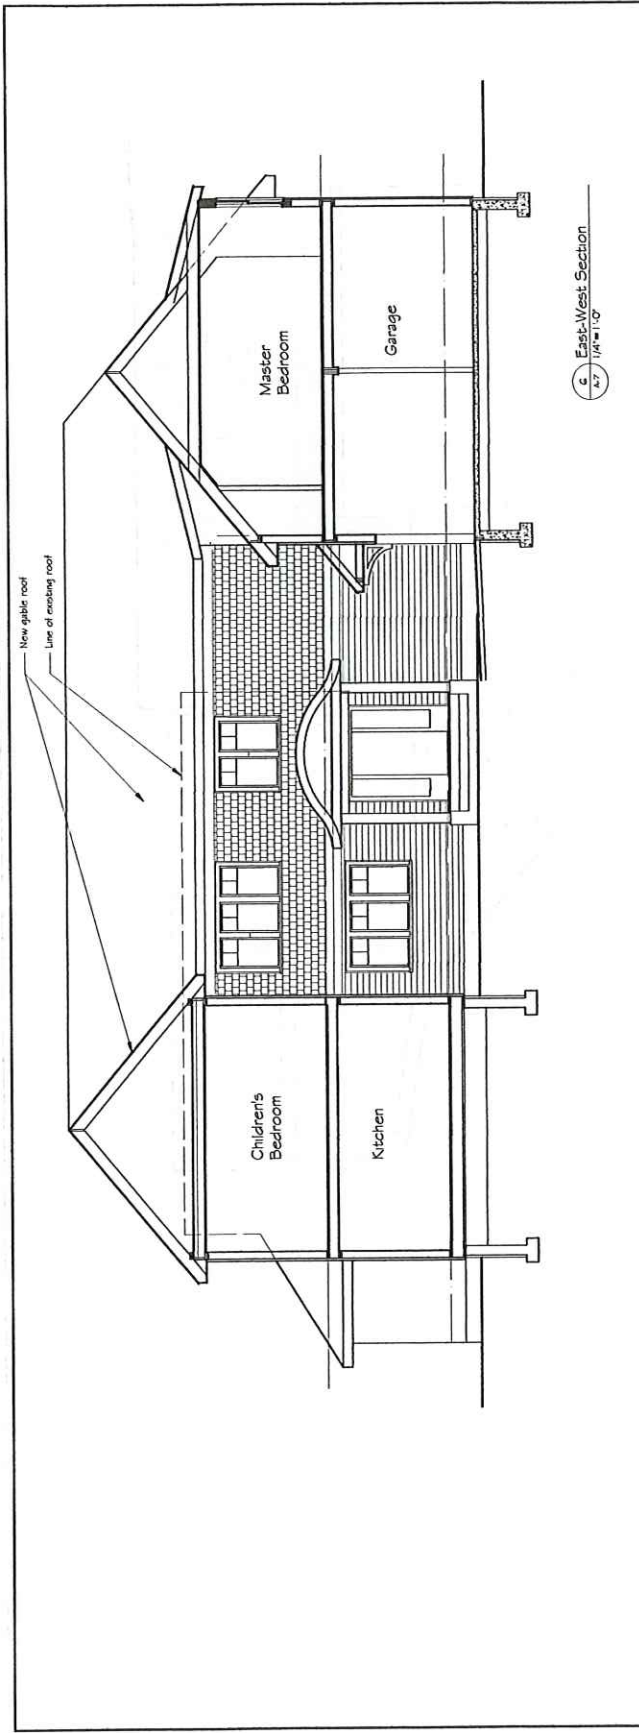 New gable roof
Line of existing roof
Children's
Bedroom
Kitchen
Master
Bedroom
Garage
East-West Section
A-7
1/4"=1'-0"